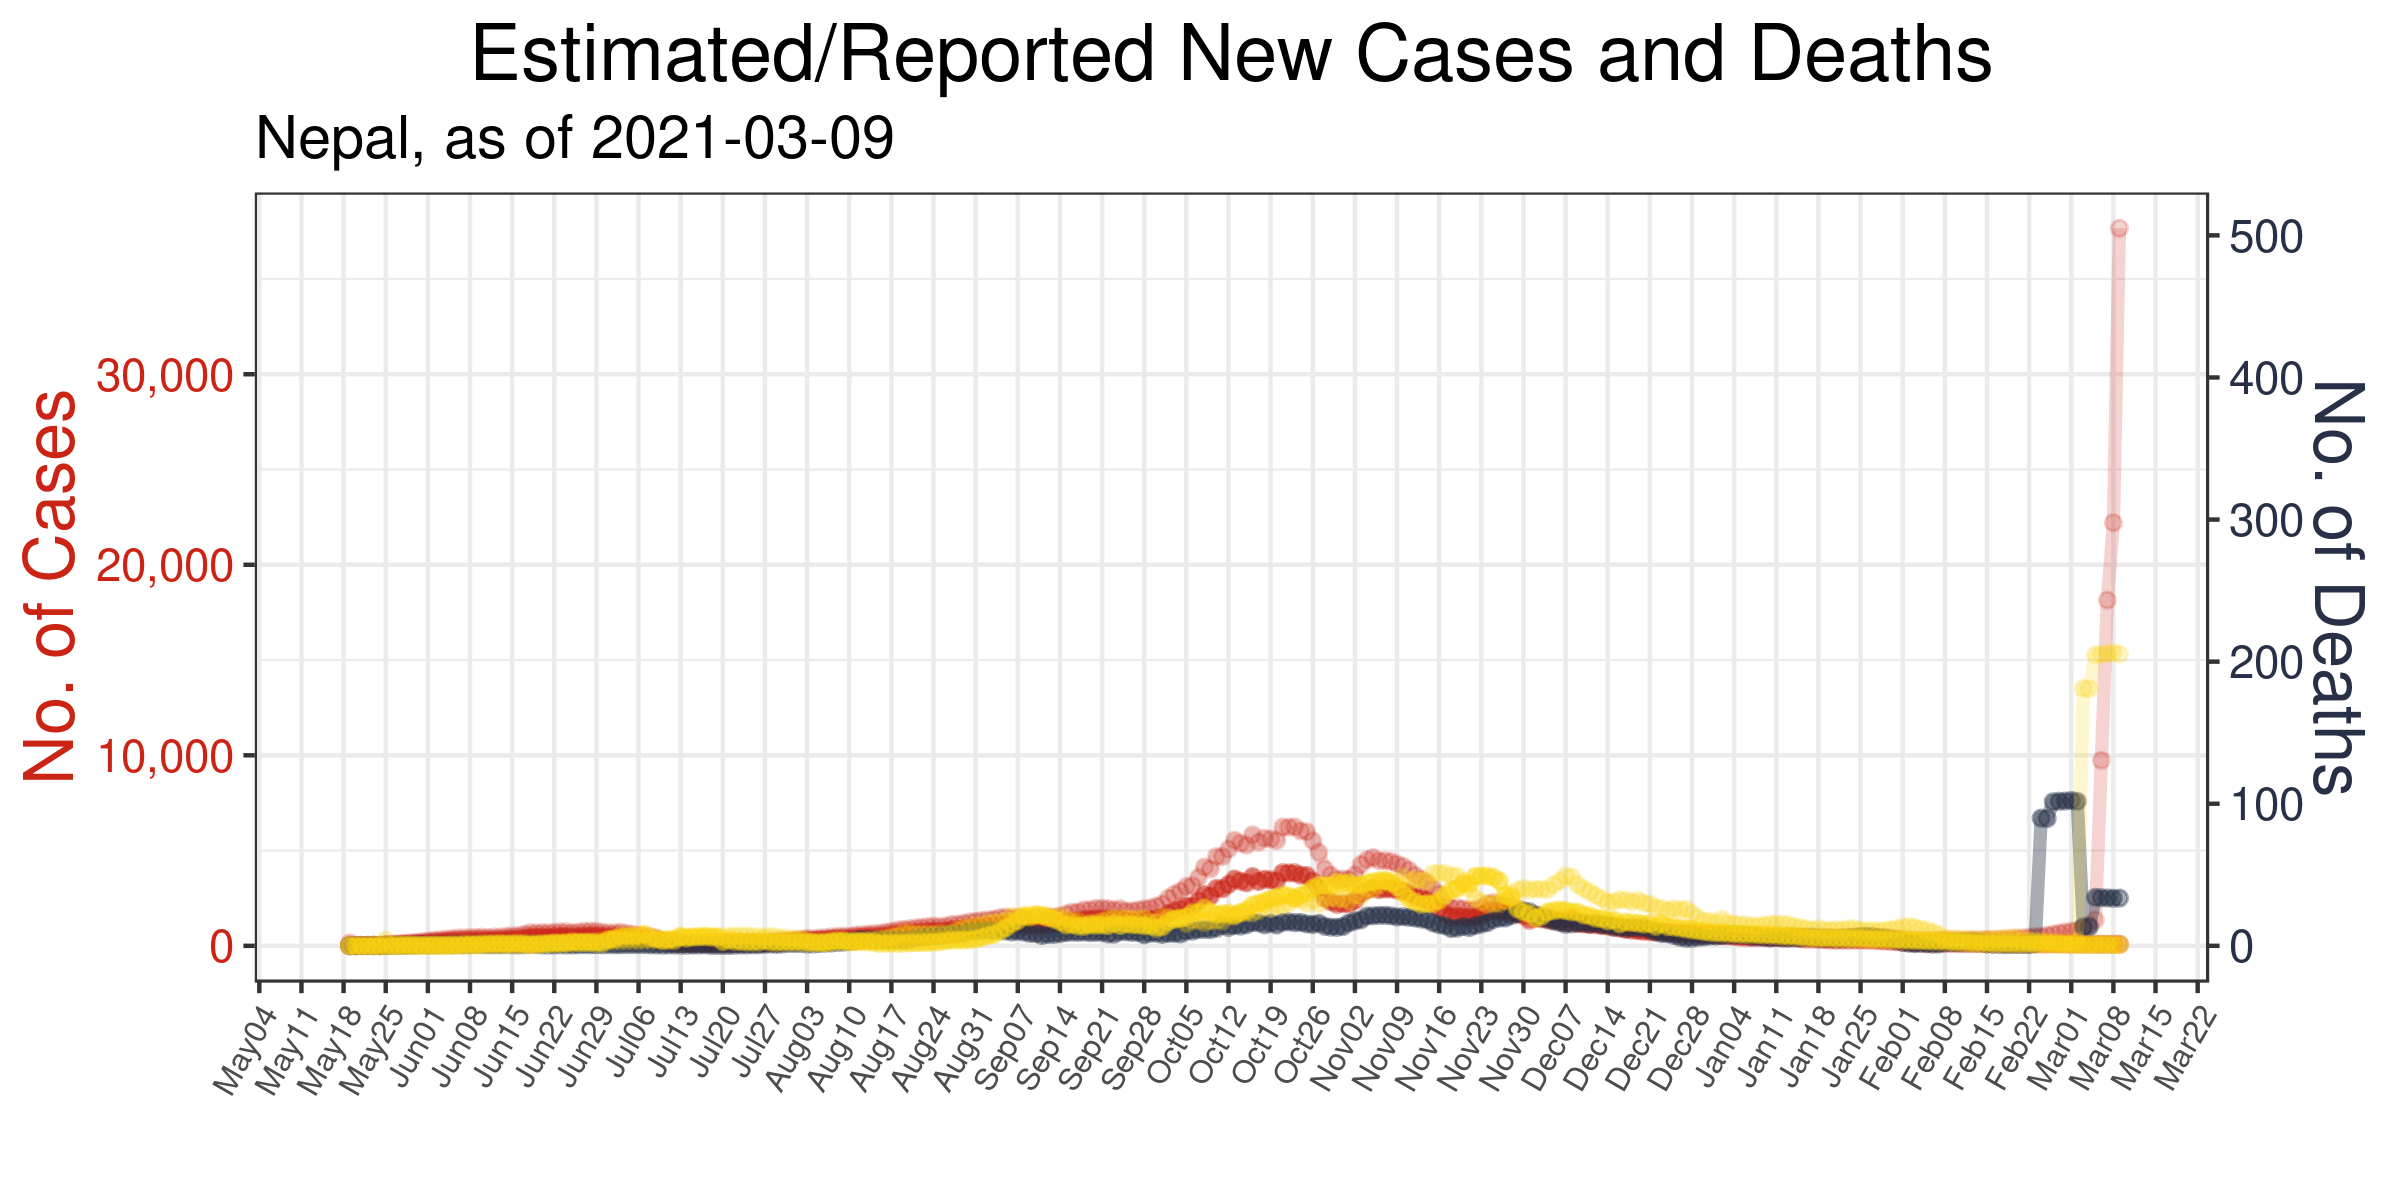 Estimated/Reported New Cases and Deaths
Nepal, as of 2021-03-09
No. of Cases
30,000
20,000
10,000
0
500
400
300
200
100
0
No. of Deaths
May04
May11
May18
May25
Jun01
Jun08
Jun15
Jun22
Jun29
Jul06
Jul13
Jul20
Jul27
Aug03
Aug10
Aug17
Aug24
Aug31
Sep07
Sep14
Sep21
Sep28
Oct05
Oct12
Oct19
Oct26
Nov02
Nov09
Nov16
Nov23
Nov30
Dec07
Dec14
Dec21
Dec28
Jan04
Jan11
Jan18
Jan25
Feb01
Feb08
Feb15
Feb22
Mar01
Mar08
Mar15
Mar22